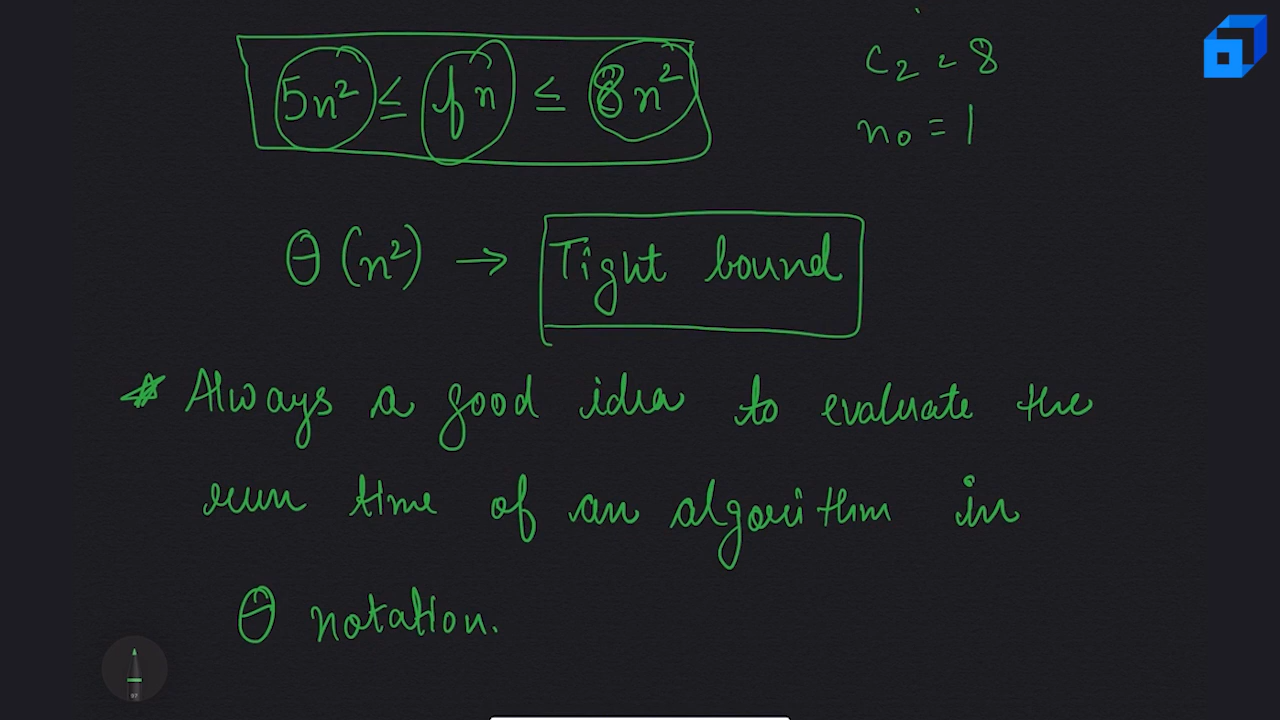 5n² ≤ fn ≤ 8n²
c₂ = 8
n₀ = 1
θ (n²) → Tight bound
* Always a good idea to evaluate the
run time of an algorithm in
θ notation.